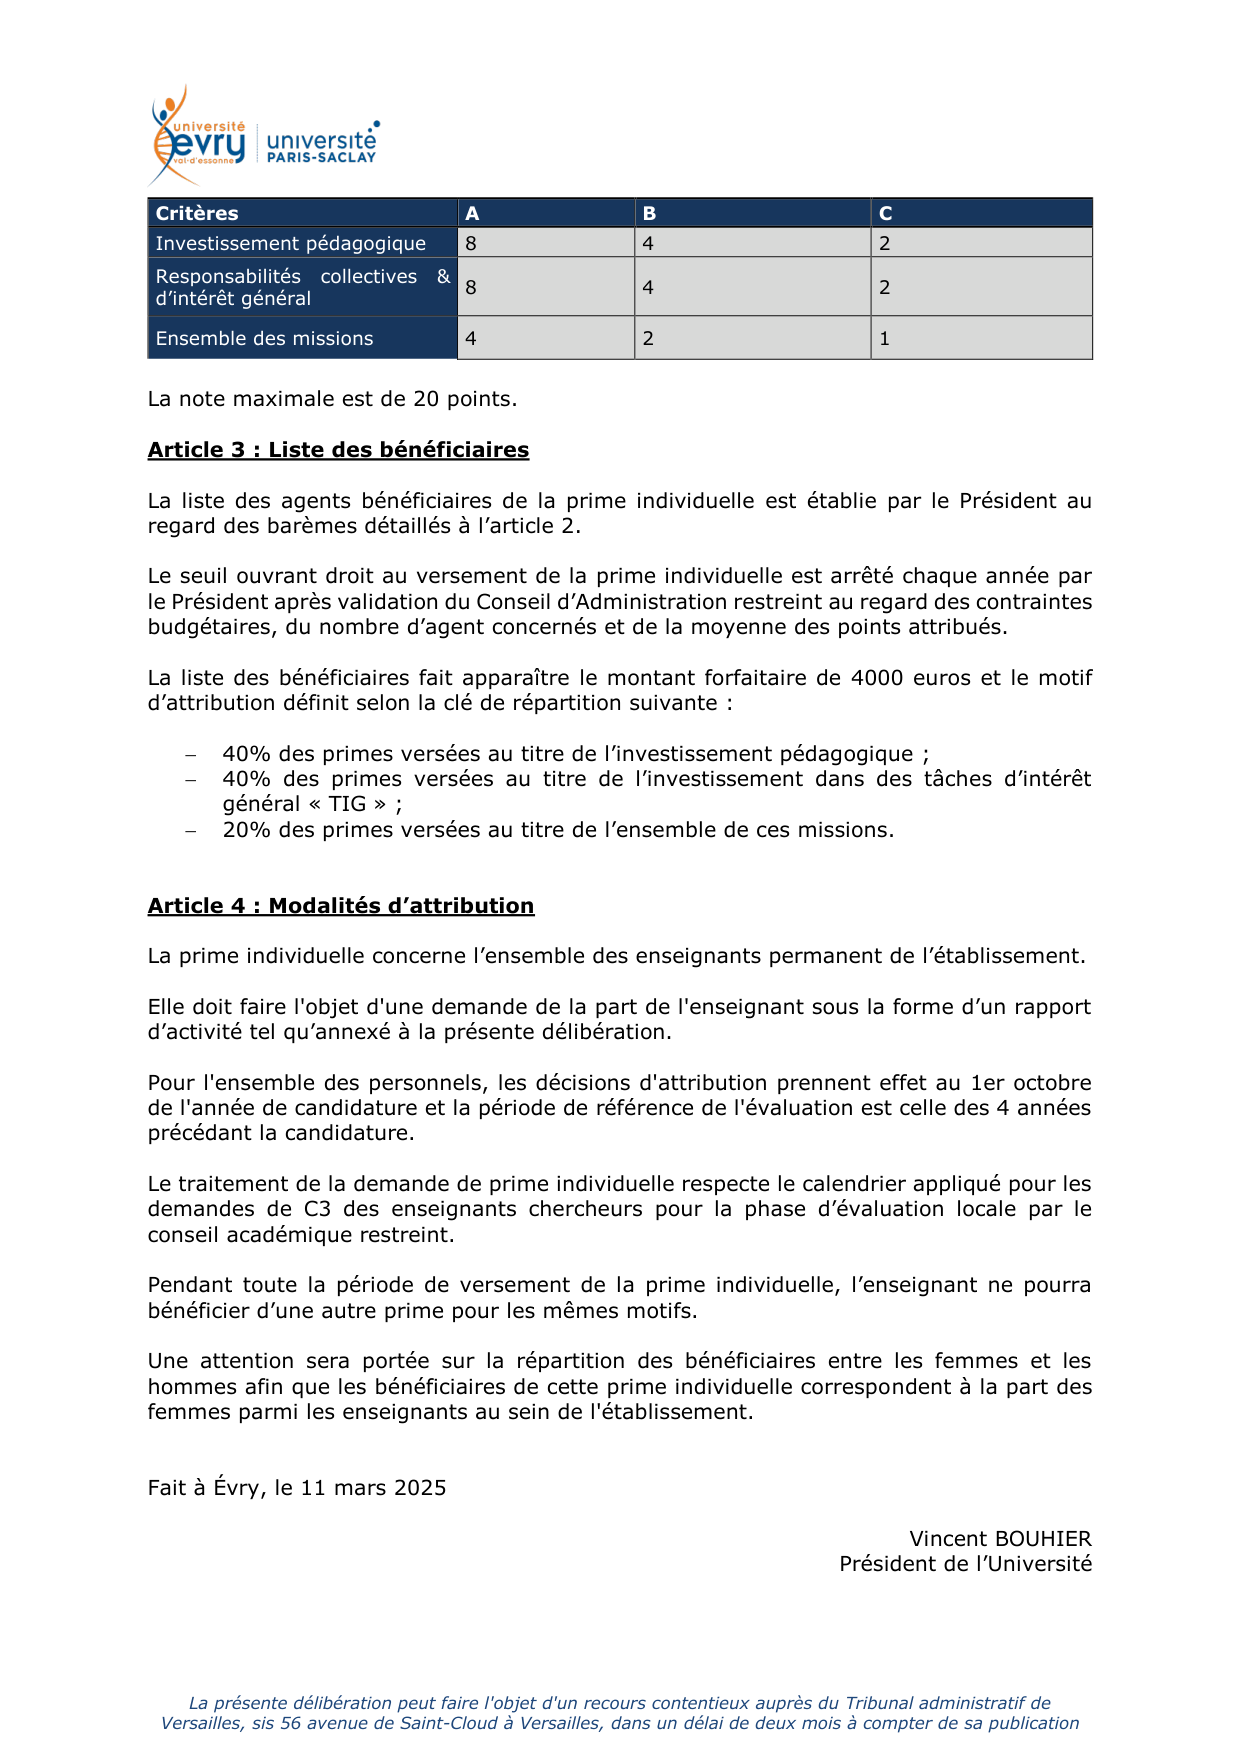 université
evry
val-d'essonne
université
PARIS-SACLAY
Critères A B C
Investissement pédagogique 8 4 2
Responsabilités collectives &
d’intérêt général 8 4 2
Ensemble des missions 4 2 1
La note maximale est de 20 points.
Article 3 : Liste des bénéficiaires
La liste des agents bénéficiaires de la prime individuelle est établie par le Président au
regard des barèmes détaillés à l’article 2.
Le seuil ouvrant droit au versement de la prime individuelle est arrêté chaque année par
le Président après validation du Conseil d’Administration restreint au regard des contraintes
budgétaires, du nombre d’agent concernés et de la moyenne des points attribués.
La liste des bénéficiaires fait apparaître le montant forfaitaire de 4000 euros et le motif
d’attribution définit selon la clé de répartition suivante :
− 40% des primes versées au titre de l’investissement pédagogique ;
− 40% des primes versées au titre de l’investissement dans des tâches d’intérêt
général « TIG » ;
− 20% des primes versées au titre de l’ensemble de ces missions.
Article 4 : Modalités d’attribution
La prime individuelle concerne l’ensemble des enseignants permanent de l’établissement.
Elle doit faire l'objet d'une demande de la part de l'enseignant sous la forme d’un rapport
d’activité tel qu’annexé à la présente délibération.
Pour l'ensemble des personnels, les décisions d'attribution prennent effet au 1er octobre
de l'année de candidature et la période de référence de l'évaluation est celle des 4 années
précédant la candidature.
Le traitement de la demande de prime individuelle respecte le calendrier appliqué pour les
demandes de C3 des enseignants chercheurs pour la phase d’évaluation locale par le
conseil académique restreint.
Pendant toute la période de versement de la prime individuelle, l’enseignant ne pourra
bénéficier d’une autre prime pour les mêmes motifs.
Une attention sera portée sur la répartition des bénéficiaires entre les femmes et les
hommes afin que les bénéficiaires de cette prime individuelle correspondent à la part des
femmes parmi les enseignants au sein de l'établissement.
Fait à Évry, le 11 mars 2025
Vincent BOUHIER
Président de l’Université
La présente délibération peut faire l'objet d'un recours contentieux auprès du Tribunal administratif de
Versailles, sis 56 avenue de Saint-Cloud à Versailles, dans un délai de deux mois à compter de sa publication